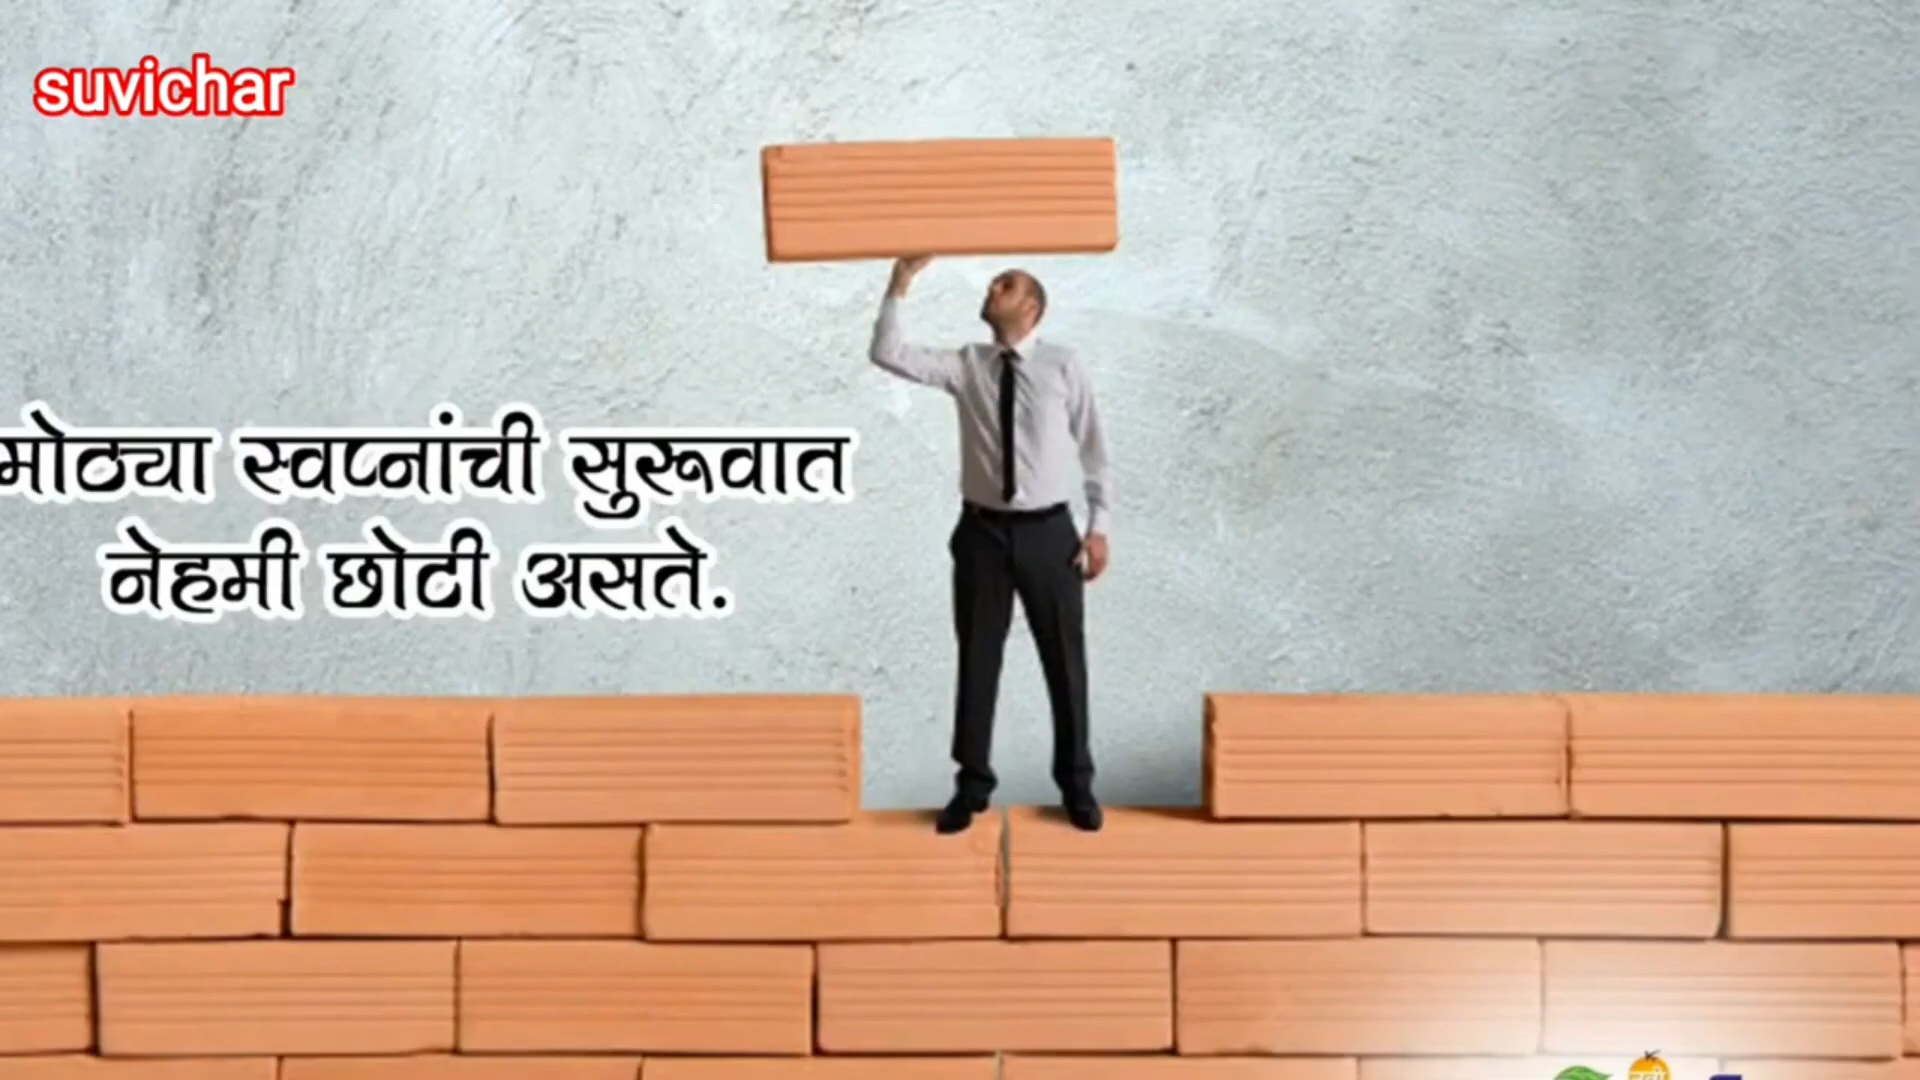 suvichar
मोठ्या स्वप्नांची सुरूवात
नेहमी छोटी असते.